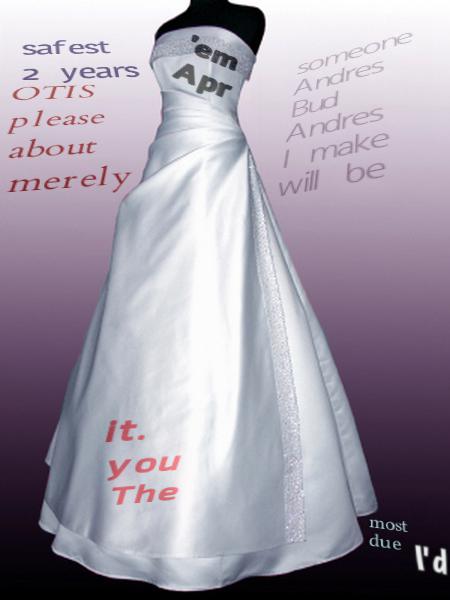 safest
2 years
OTIS
please
about
merely
'em
Apr
someone
Andres
Bud
Andres
I make
will be
it.
you
The
most
due
I'd